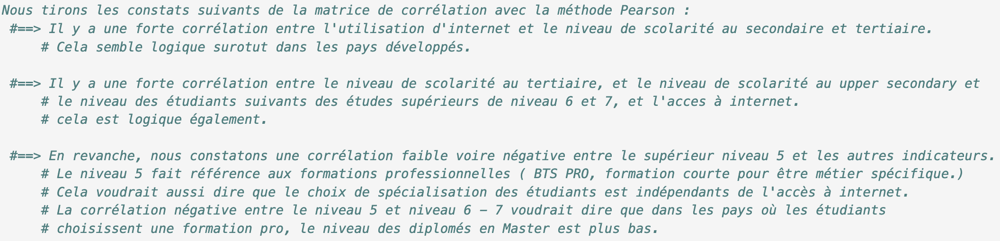 Nous tirons les constats suivants de la matrice de corrélation avec la méthode Pearson :
#==> Il y a une forte corrélation entre l'utilisation d'internet et le niveau de scolarité au secondaire et tertiaire.
# Cela semble logique surotut dans les pays développés.
#==> Il y a une forte corrélation entre le niveau de scolarité au tertiaire, et le niveau de scolarité au upper secondary et
# le niveau des étudiants suivants des études supérieurs de niveau 6 et 7, et l'acces à internet.
# cela est logique également.
#==> En revanche, nous constatons une corrélation faible voire négative entre le supérieur niveau 5 et les autres indicateurs.
# Le niveau 5 fait référence aux formations professionnelles ( BTS PRO, formation courte pour être métier spécifique.)
# Cela voudrait aussi dire que le choix de spécialisation des étudiants est indépendants de l'accès à internet.
# La corrélation négative entre le niveau 5 et niveau 6 – 7 voudrait dire que dans les pays où les étudiants
# choisissent une formation pro, le niveau des diplomés en Master est plus bas.